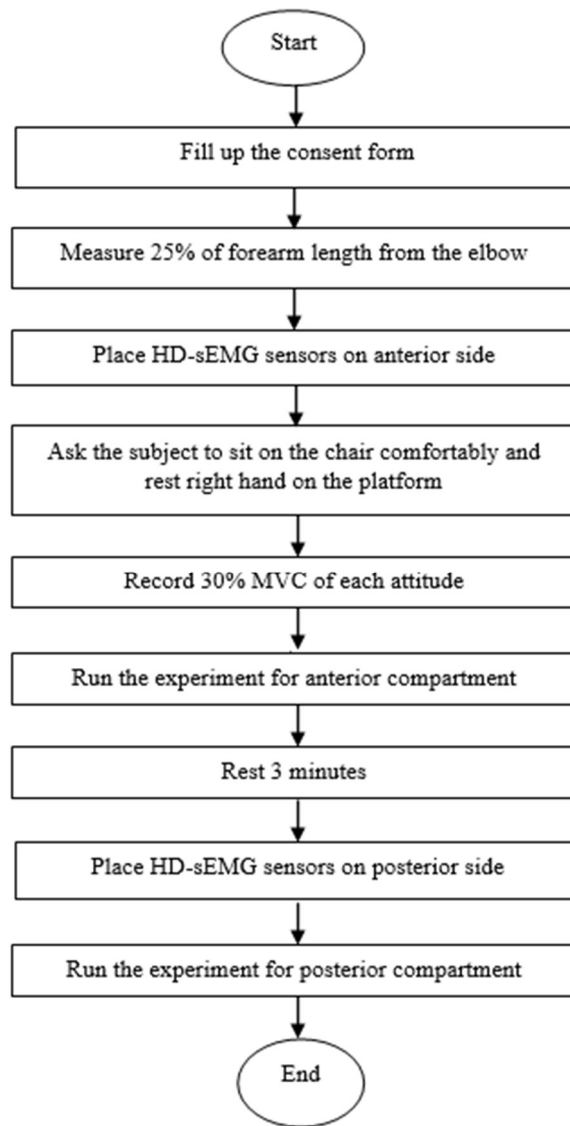 Start
Fill up the consent form
Measure 25% of forearm length from the elbow
Place HD-sEMG sensors on anterior side
Ask the subject to sit on the chair comfortably and
rest right hand on the platform
Record 30% MVC of each attitude
Run the experiment for anterior compartment
Rest 3 minutes
Place HD-sEMG sensors on posterior side
Run the experiment for posterior compartment
End